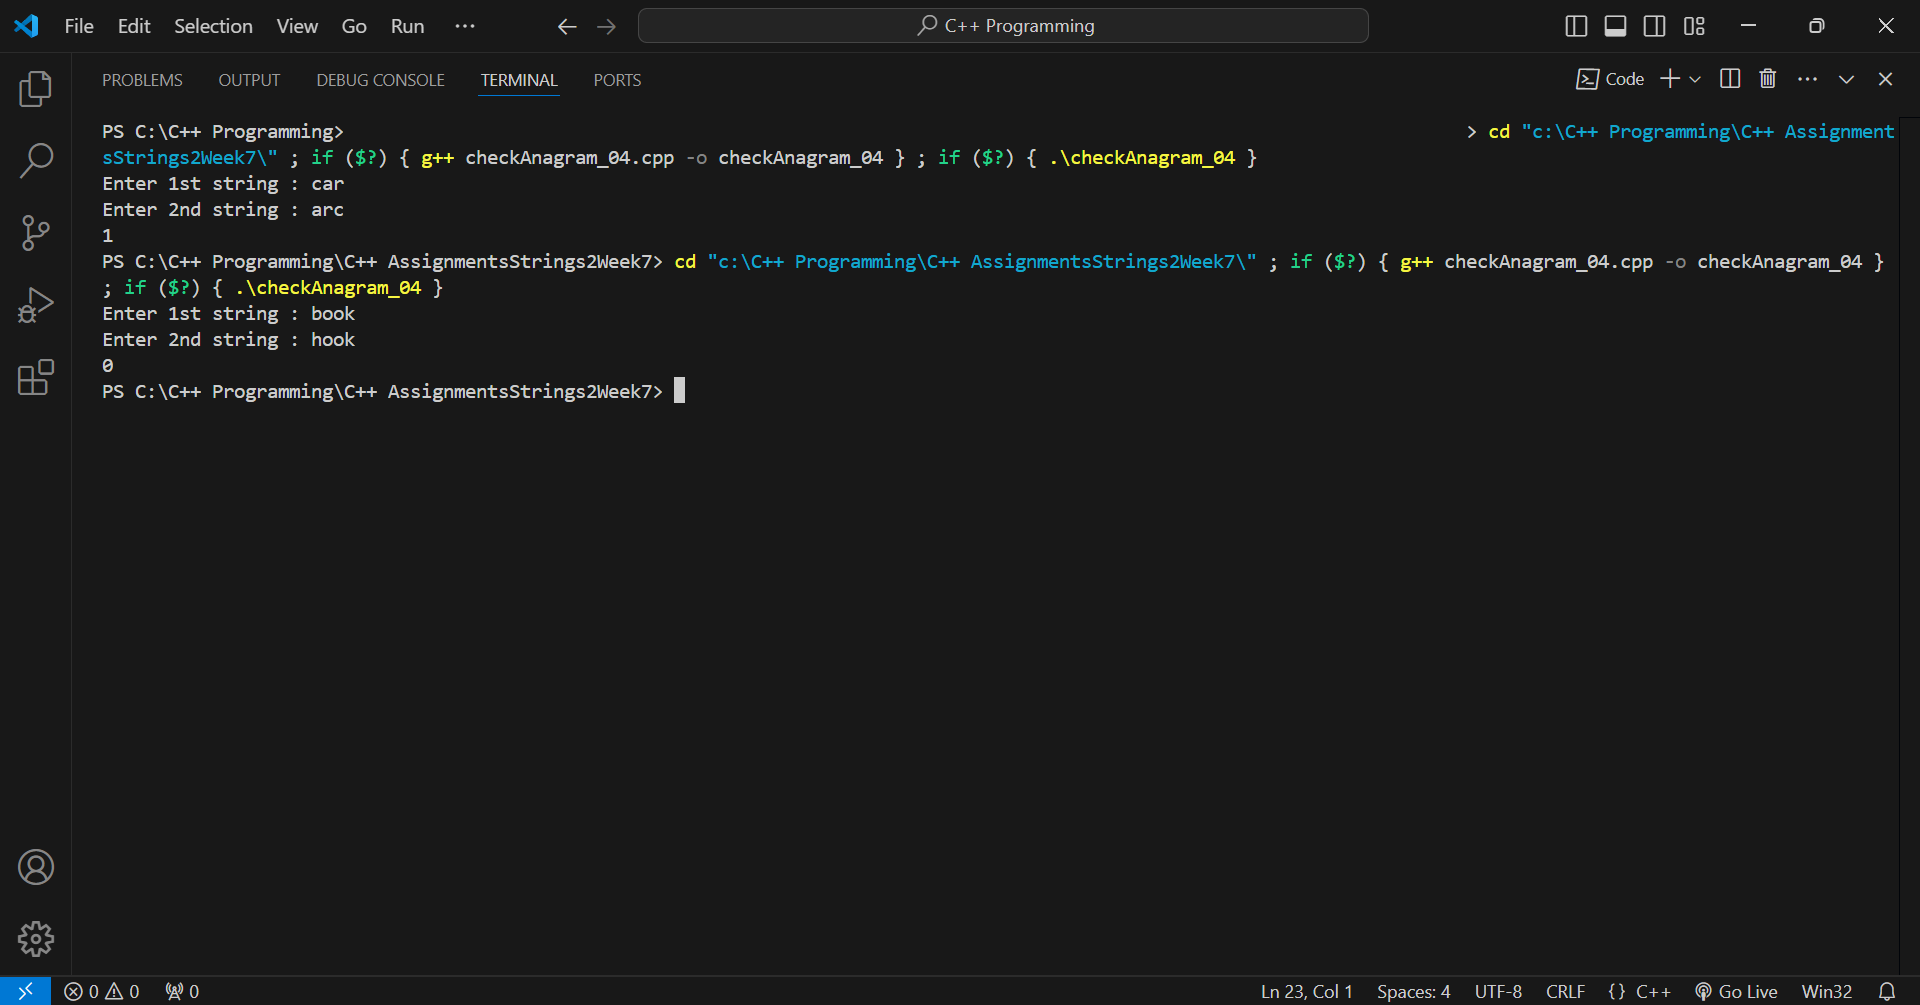 File Edit Selection View Go Run ··· C++ Programming
PROBLEMS OUTPUT DEBUG CONSOLE TERMINAL PORTS Code
PS C:\C++ Programming> > cd "c:\C++ Programming\C++ Assignment
sStrings2Week7\" ; if ($?) { g++ checkAnagram_04.cpp -o checkAnagram_04 } ; if ($?) { .\checkAnagram_04 }
Enter 1st string : car
Enter 2nd string : arc
1
PS C:\C++ Programming\C++ AssignmentsStrings2Week7> cd "c:\C++ Programming\C++ AssignmentsStrings2Week7\" ; if ($?) { g++ checkAnagram_04.cpp -o checkAnagram_04 }
; if ($?) { .\checkAnagram_04 }
Enter 1st string : book
Enter 2nd string : hook
0
PS C:\C++ Programming\C++ AssignmentsStrings2Week7>
0 0 0 Ln 23, Col 1 Spaces: 4 UTF-8 CRLF {} C++ Go Live Win32